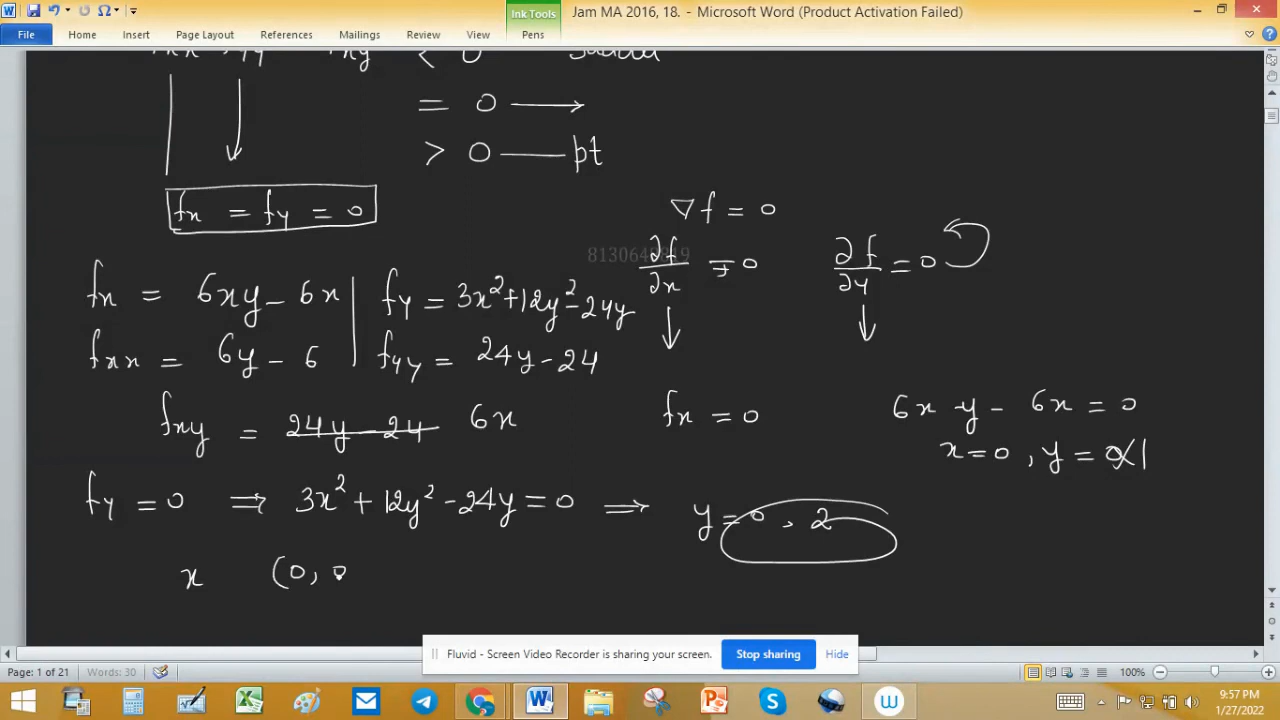 Ink Tools
Jam MA 2016, 18. - Microsoft Word (Product Activation Failed)
File Home Insert Page Layout References Mailings Review View Pens
< 0
= 0 ⟶
> 0 — pt
fx = fy = 0
∇f = 0
8130648819
∂f/∂x = 0 ∂f/∂y = 0
fx = 6xy - 6x | fy = 3x² + 12y² - 24y
fxx = 6y - 6 | fyy = 24y - 24
fxy = 24y - 24 6x
fx = 0 6x y - 6x = 0
x = 0, y = 1
fy = 0 ⟹ 3x² + 12y² - 24y = 0 ⟹ y = 0, 2
x (0, 0
Fluvid - Screen Video Recorder is sharing your screen. Stop sharing Hide
Page: 1 of 21 Words: 30 100%
9:57 PM
1/27/2022